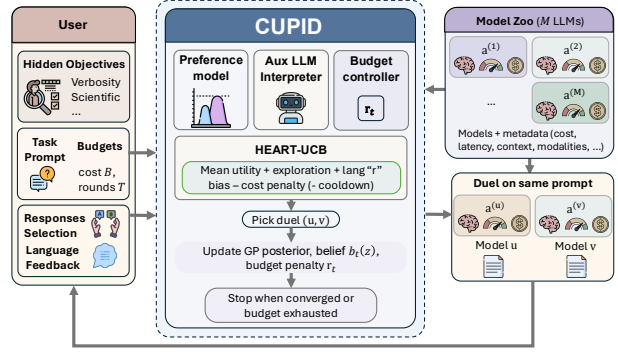 User
Hidden Objectives
Verbosity
Scientific
...
Task
Prompt
Budgets
cost B,
rounds T
Responses
Selection
Language
Feedback
CUPID
Preference
model
Aux LLM
Interpreter
Budget
controller
r_t
HEART-UCB
Mean utility + exploration + lang “r”
bias – cost penalty (- cooldown)
Pick duel (u, v)
Update GP posterior, belief b_t(z),
budget penalty r_t
Stop when converged or
budget exhausted
Model Zoo (M LLMs)
a^(1)
a^(2)
...
a^(M)
Models + metadata (cost,
latency, context, modalities, ...)
Duel on same prompt
a^(u)
a^(v)
Model u
Model v